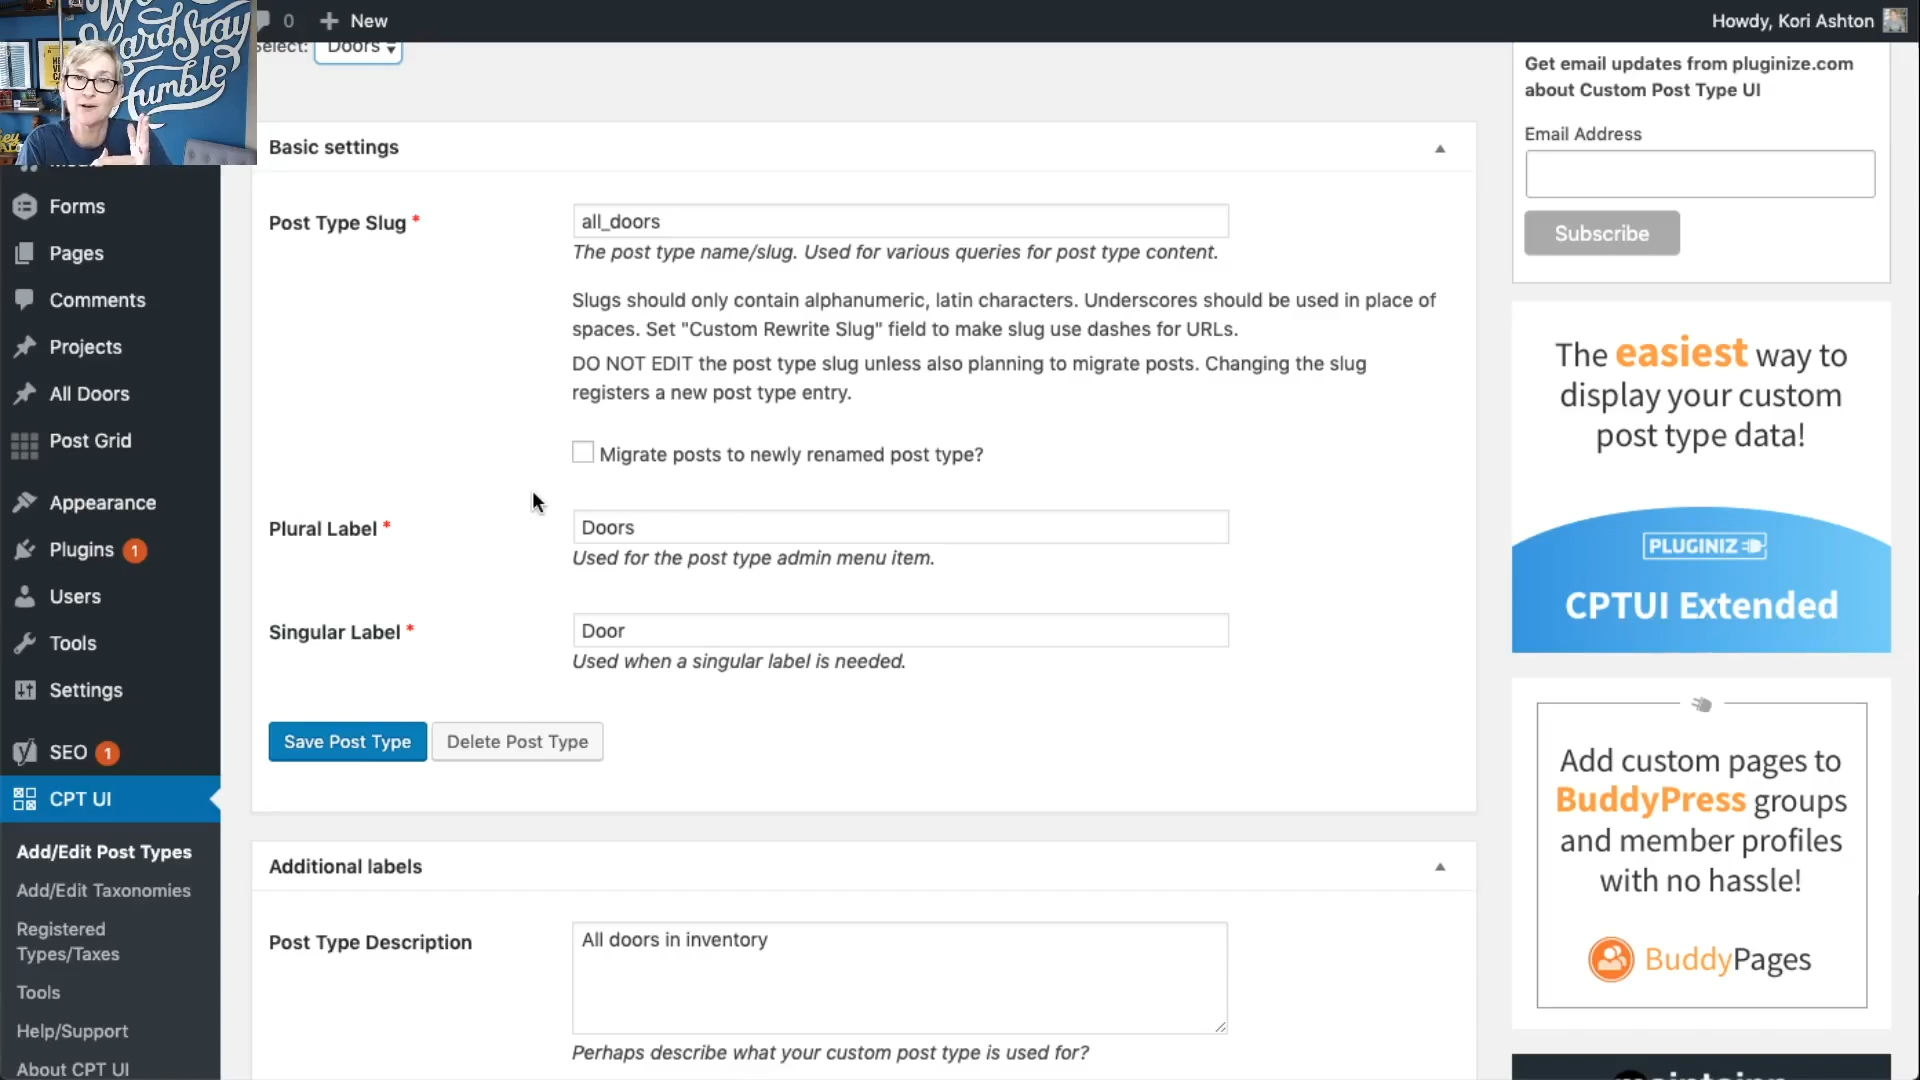 0
New
Howdy, Kori Ashton
Select:
Doors
Hard Stay
Humble
Forms
Pages
Comments
Projects
All Doors
Post Grid
Appearance
Plugins 1
Users
Tools
Settings
SEO 1
CPT UI
Add/Edit Post Types
Add/Edit Taxonomies
Registered
Types/Taxes
Tools
Help/Support
About CPT UI
Basic settings
Post Type Slug *
all_doors
The post type name/slug. Used for various queries for post type content.
Slugs should only contain alphanumeric, latin characters. Underscores should be used in place of
spaces. Set "Custom Rewrite Slug" field to make slug use dashes for URLs.
DO NOT EDIT the post type slug unless also planning to migrate posts. Changing the slug
registers a new post type entry.
Migrate posts to newly renamed post type?
Plural Label *
Doors
Used for the post type admin menu item.
Singular Label *
Door
Used when a singular label is needed.
Save Post Type
Delete Post Type
Additional labels
Post Type Description
All doors in inventory
Perhaps describe what your custom post type is used for?
Get email updates from pluginize.com
about Custom Post Type UI
Email Address
Subscribe
The easiest way to
display your custom
post type data!
PLUGINIZ
CPTUI Extended
Add custom pages to
BuddyPress groups
and member profiles
with no hassle!
BuddyPages